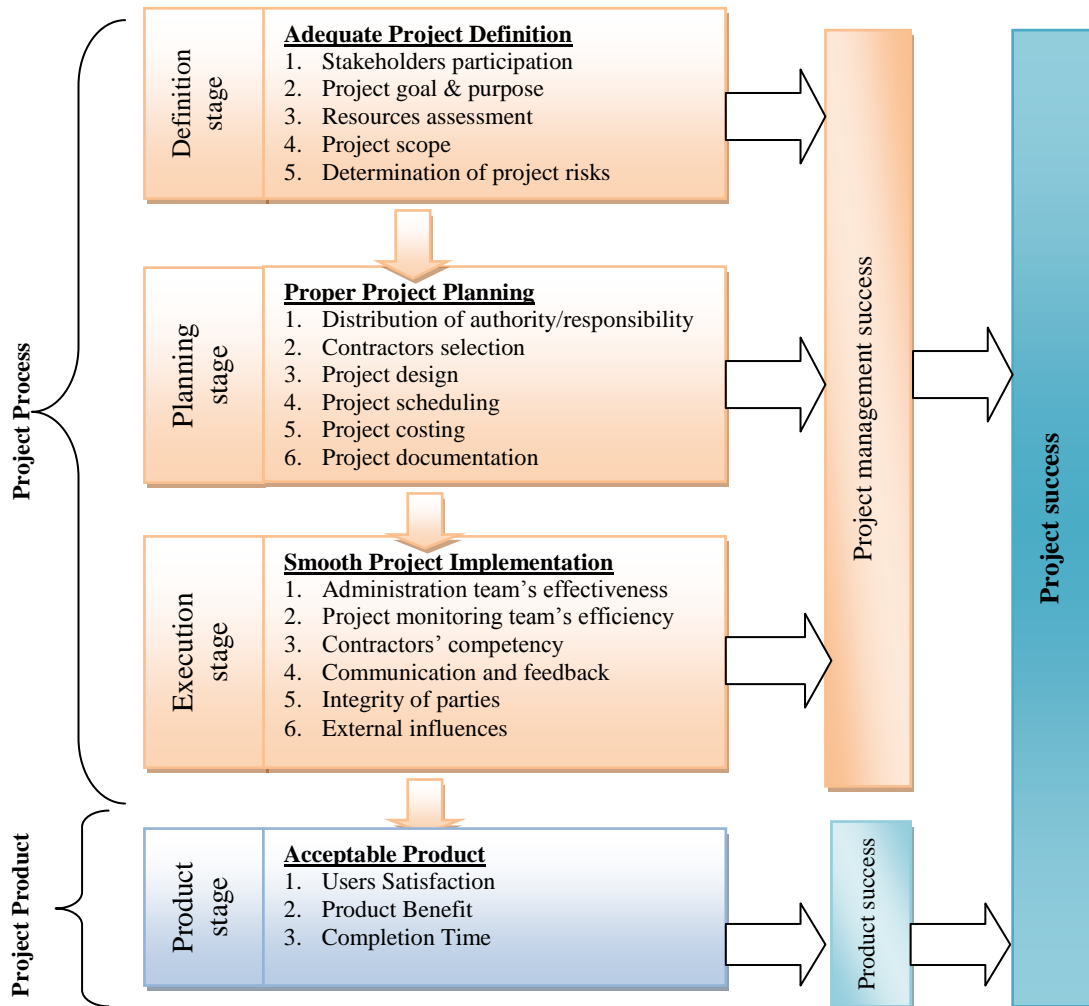 Project Process
Definition
stage
Adequate Project Definition
1. Stakeholders participation
2. Project goal & purpose
3. Resources assessment
4. Project scope
5. Determination of project risks
Planning
stage
Proper Project Planning
1. Distribution of authority/responsibility
2. Contractors selection
3. Project design
4. Project scheduling
5. Project costing
6. Project documentation
Execution
stage
Smooth Project Implementation
1. Administration team’s effectiveness
2. Project monitoring team’s efficiency
3. Contractors’ competency
4. Communication and feedback
5. Integrity of parties
6. External influences
Project management success
Project success
Project Product
Product
stage
Acceptable Product
1. Users Satisfaction
2. Product Benefit
3. Completion Time
Product success